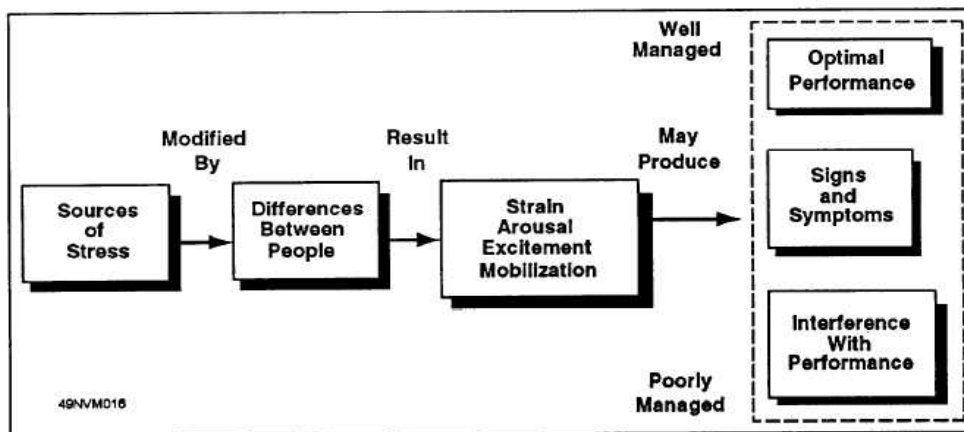 Well
Managed
Optimal
Performance
Modified
By
Result
In
May
Produce
Sources
of
Stress
Differences
Between
People
Strain
Arousal
Excitement
Mobilization
Signs
and
Symptoms
Interference
With
Performance
Poorly
Managed
49NVM016